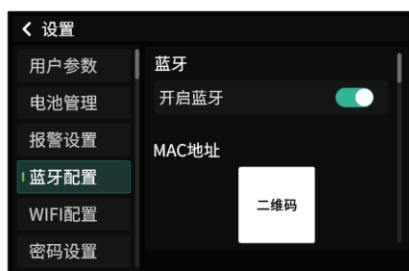 设置
用户参数
电池管理
报警设置
蓝牙配置
WIFI配置
密码设置
蓝牙
开启蓝牙
MAC地址
二维码